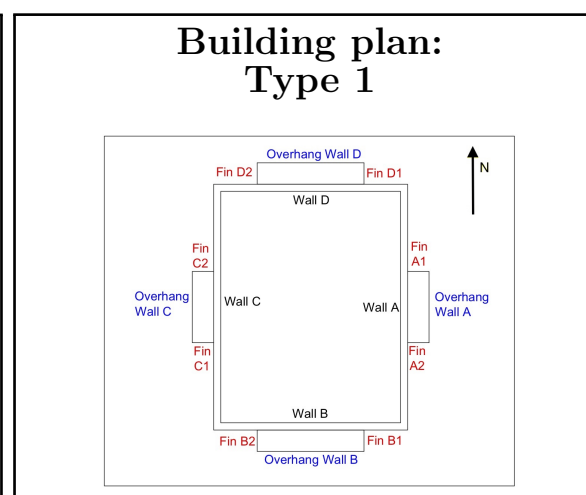 Building plan:
Type 1
Overhang Wall D
Fin D2
Fin D1
N
Wall D
Fin
C2
Fin
A1
Overhang
Wall C
Wall C
Wall A
Overhang
Wall A
Fin
C1
Fin
A2
Wall B
Fin B2
Fin B1
Overhang Wall B